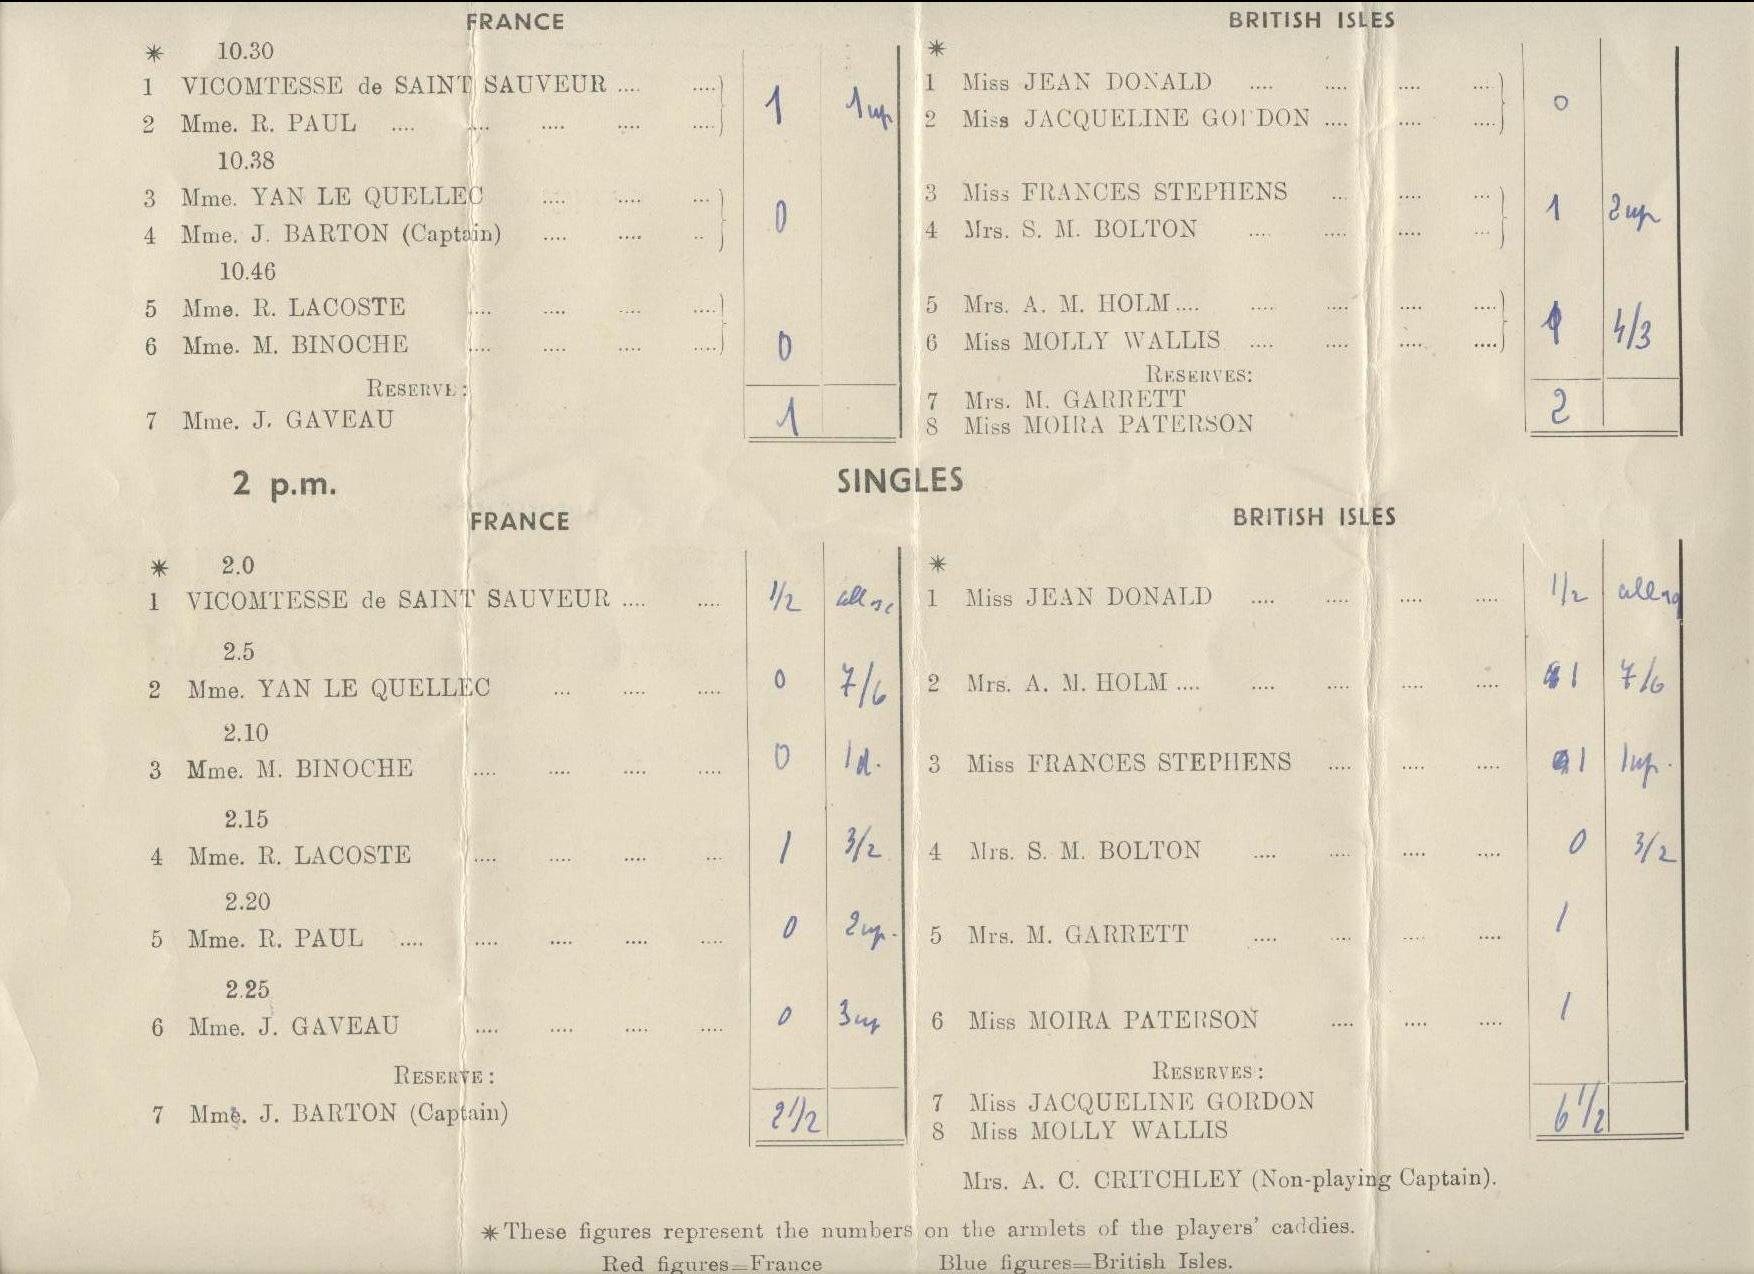 FRANCE
* 10.30
1 VICOMTESSE de SAINT SAUVEUR .... ....} 1 1 up
2 Mme. R. PAUL .... .... .... .... ....
10.38
3 Mme. YAN LE QUELLEC .... .... ...} 0
4 Mme. J. BARTON (Captain) .... .... ..
10.46
5 Mme. R. LACOSTE .... .... .... ....}
6 Mme. M. BINOCHE .... .... .... .... 0
RESERVE:
7 Mme. J. GAVEAU 1
BRITISH ISLES
*
1 Miss JEAN DONALD .... .... .... ...} 0
2 Miss JACQUELINE GORDON .... .... ....
3 Miss FRANCES STEPHENS ... .... ...} 1 2 up
4 Mrs. S. M. BOLTON .... .... .... ...
5 Mrs. A. M. HOLM .... .... .... .... ....} 1 4/3
6 Miss MOLLY WALLIS .... .... .... ....
RESERVES:
7 Mrs. M. GARRETT 2
8 Miss MOIRA PATERSON
2 p.m. SINGLES
FRANCE
* 2.0
1 VICOMTESSE de SAINT SAUVEUR .... .... 1/2 all sq
2.5
2 Mme. YAN LE QUELLEC ... .... .... 0 7/6
2.10
3 Mme. M. BINOCHE .... .... .... .... 0 1 d.
2.15
4 Mme. R. LACOSTE .... .... .... ... 1 3/2
2.20
5 Mme. R. PAUL .... .... .... .... .... 0 2 up.
2.25
6 Mme. J. GAVEAU .... .... .... .... 0 3 up
RESERVE:
7 Mme. J. BARTON (Captain) 2 1/2
BRITISH ISLES
*
1 Miss JEAN DONALD .... .... .... .... 1/2 all sq
2 Mrs. A. M. HOLM .... .... .... .... .... 1 7/6
3 Miss FRANCES STEPHENS .... .... .... 1 1 up.
4 Mrs. S. M. BOLTON .... .... .... .... 0 3/2
5 Mrs. M. GARRETT .... .... .... .... 1
6 Miss MOIRA PATERSON .... .... .... 1
RESERVES:
7 Miss JACQUELINE GORDON 6 1/2
8 Miss MOLLY WALLIS
Mrs. A. C. CRITCHLEY (Non-playing Captain).
*These figures represent the numbers on the armlets of the players' caddies.
Red figures=France Blue figures=British Isles.